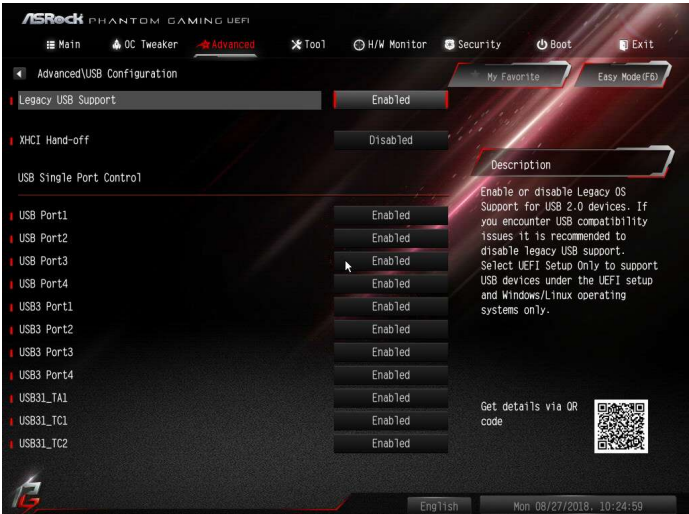 ASRock PHANTOM GAMING UEFI
Main OC Tweaker Advanced Tool H/W Monitor Security Boot Exit
Advanced\USB Configuration
My Favorite Easy Mode(F6)
Legacy USB Support Enabled
XHCI Hand-off Disabled
USB Single Port Control
USB Port1 Enabled
USB Port2 Enabled
USB Port3 Enabled
USB Port4 Enabled
USB3 Port1 Enabled
USB3 Port2 Enabled
USB3 Port3 Enabled
USB3 Port4 Enabled
USB31_TA1 Enabled
USB31_TC1 Enabled
USB31_TC2 Enabled
Description
Enable or disable Legacy OS
Support for USB 2.0 devices. If
you encounter USB compatibility
issues it is recommended to
disable legacy USB support.
Select UEFI Setup Only to support
USB devices under the UEFI setup
and Windows/Linux operating
systems only.
Get details via QR
code
English Mon 08/27/2018. 10:24:59